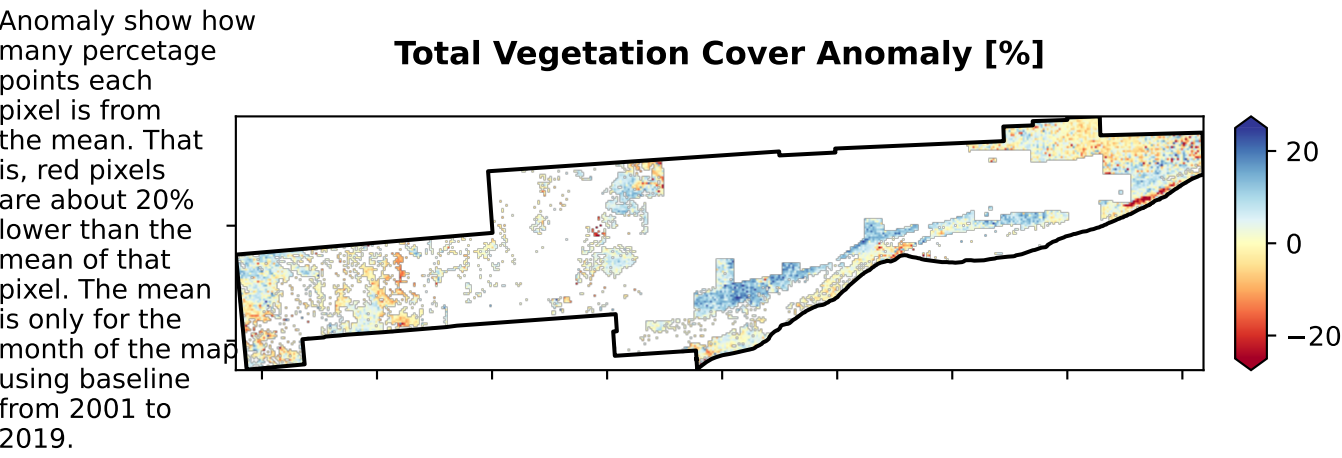 Anomaly show how
many percetage
points each
pixel is from
the mean. That
is, red pixels
are about 20%
lower than the
mean of that
pixel. The mean
is only for the
month of the map
using baseline
from 2001 to
2019.
Total Vegetation Cover Anomaly [%]
20
0
−20